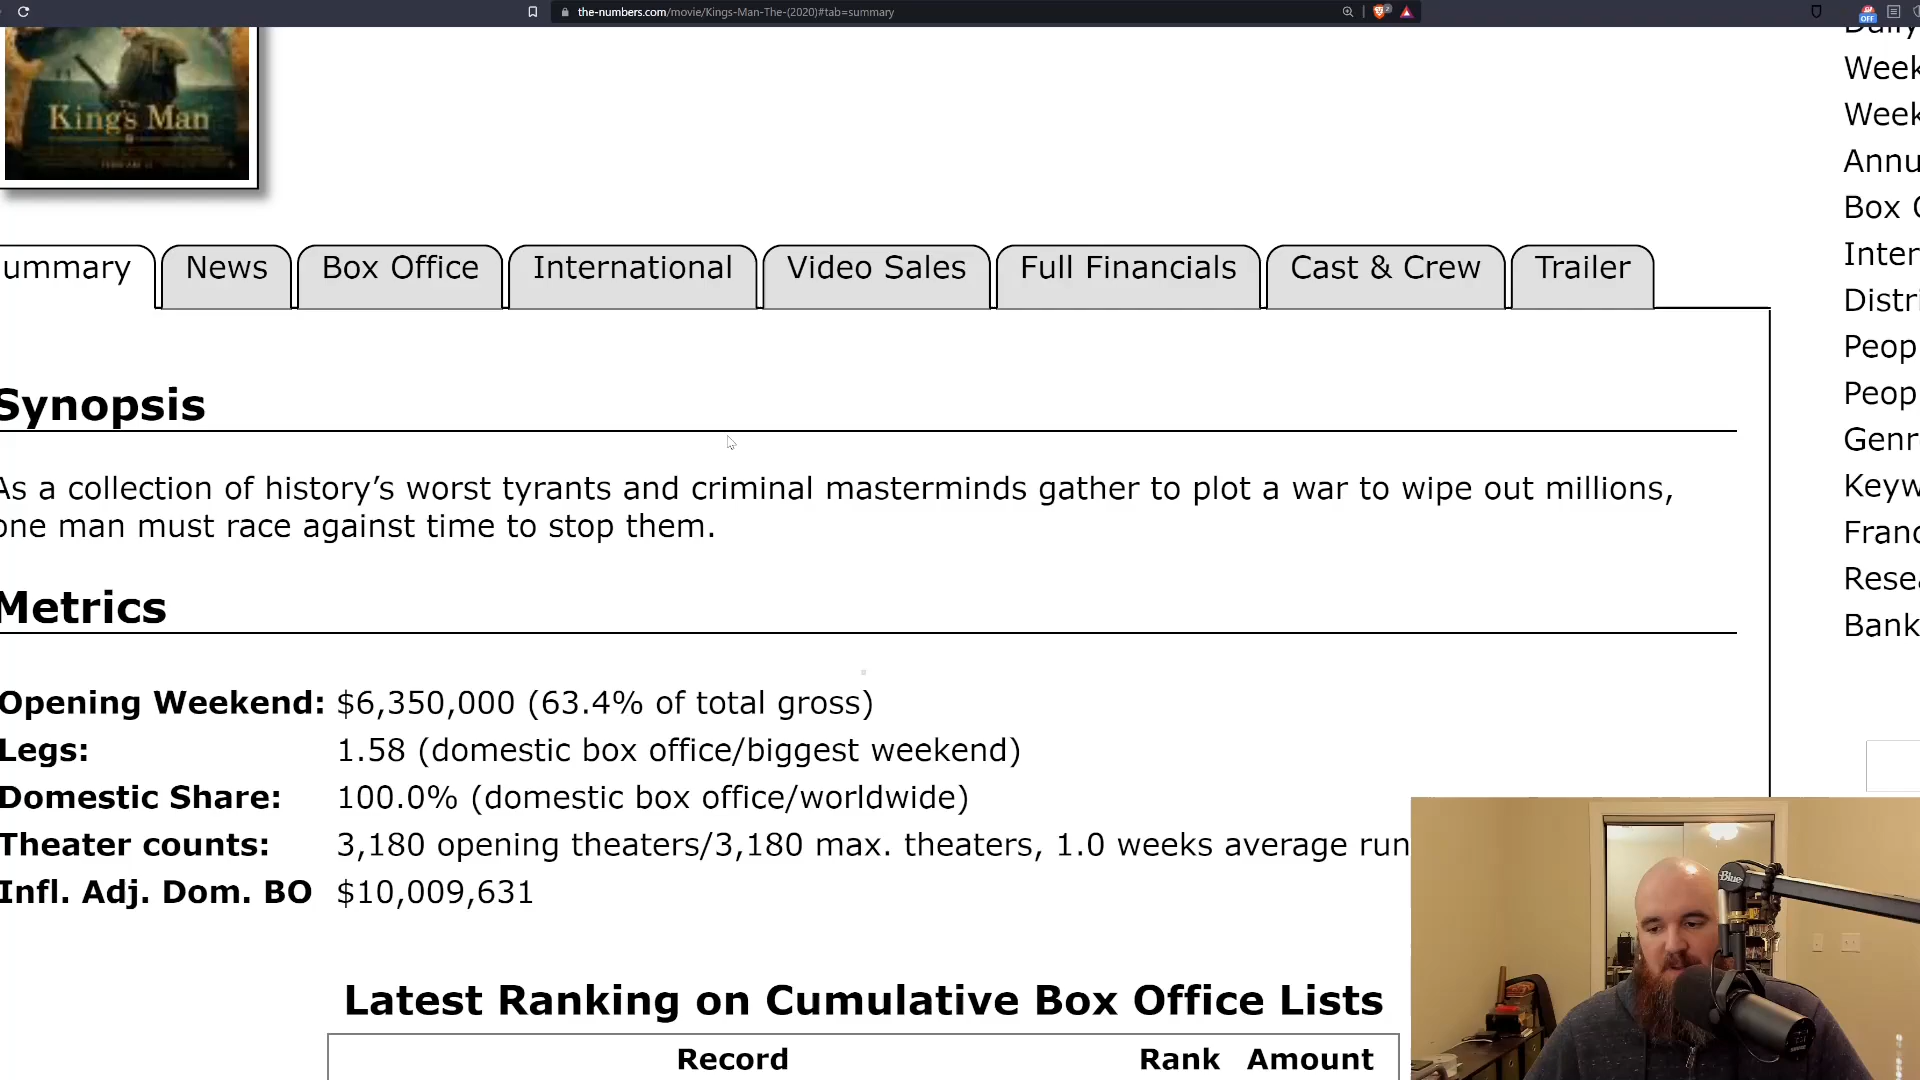 the-numbers.com/movie/Kings-Man-The-(2020)#tab=summary
2
OFF
The
King's Man
Week
Week
Annu
Box
Inter
Distri
Peop
Peop
Genr
Keyw
Franc
Resea
Bank
ummary
News
Box Office
International
Video Sales
Full Financials
Cast & Crew
Trailer
Synopsis
As a collection of history’s worst tyrants and criminal masterminds gather to plot a war to wipe out millions,
one man must race against time to stop them.
Metrics
Opening Weekend: $6,350,000 (63.4% of total gross)
Legs: 1.58 (domestic box office/biggest weekend)
Domestic Share: 100.0% (domestic box office/worldwide)
Theater counts: 3,180 opening theaters/3,180 max. theaters, 1.0 weeks average run
Infl. Adj. Dom. BO $10,009,631
Latest Ranking on Cumulative Box Office Lists
Record Rank Amount
Blue